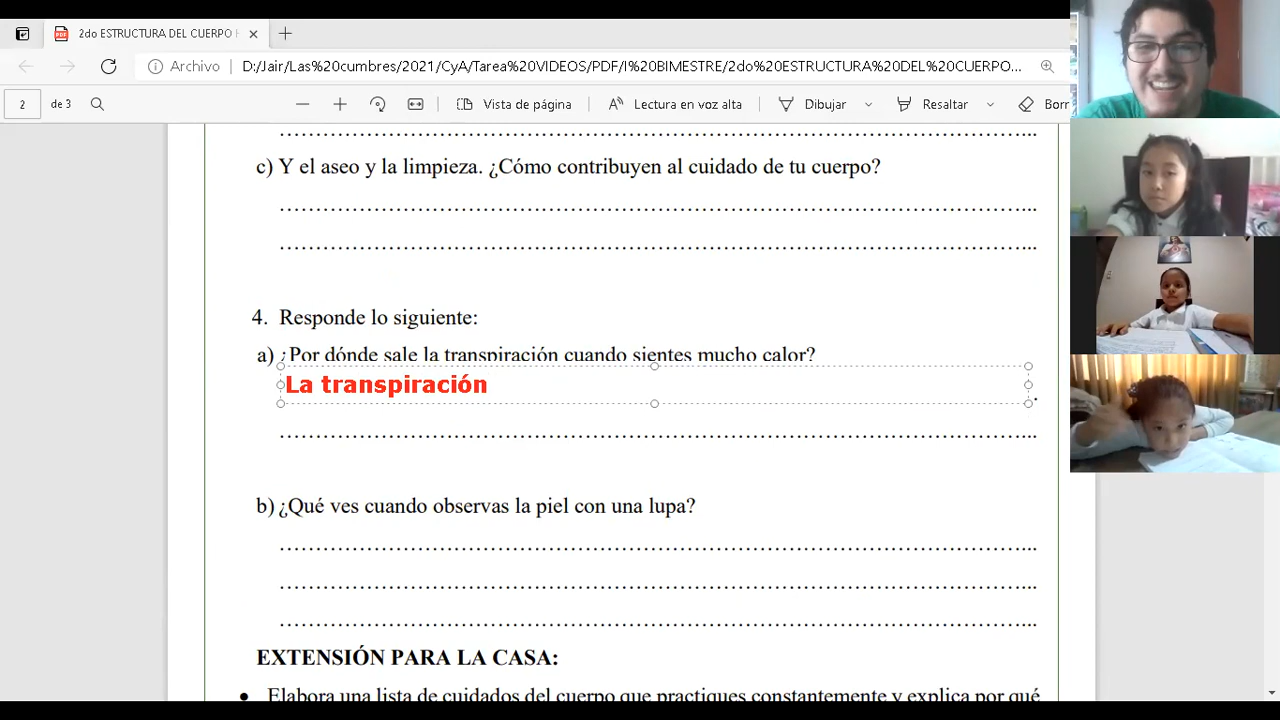 2do ESTRUCTURA DEL CUERPO
Archivo D:/Jair/Las%20cumbres/2021/CyA/Tarea%20VIDEOS/PDF/I%20BIMESTRE/2do%20ESTRUCTURA%20DEL%20CUERPO...
2 de 3 Vista de página Lectura en voz alta Dibujar Resaltar Borr
c) Y el aseo y la limpieza. ¿Cómo contribuyen al cuidado de tu cuerpo?
4. Responde lo siguiente:
a) ¿Por dónde sale la transpiración cuando sientes mucho calor?
La transpiración
b) ¿Qué ves cuando observas la piel con una lupa?
EXTENSIÓN PARA LA CASA:
• Elabora una lista de cuidados del cuerpo que practiques constantemente y explica por qué